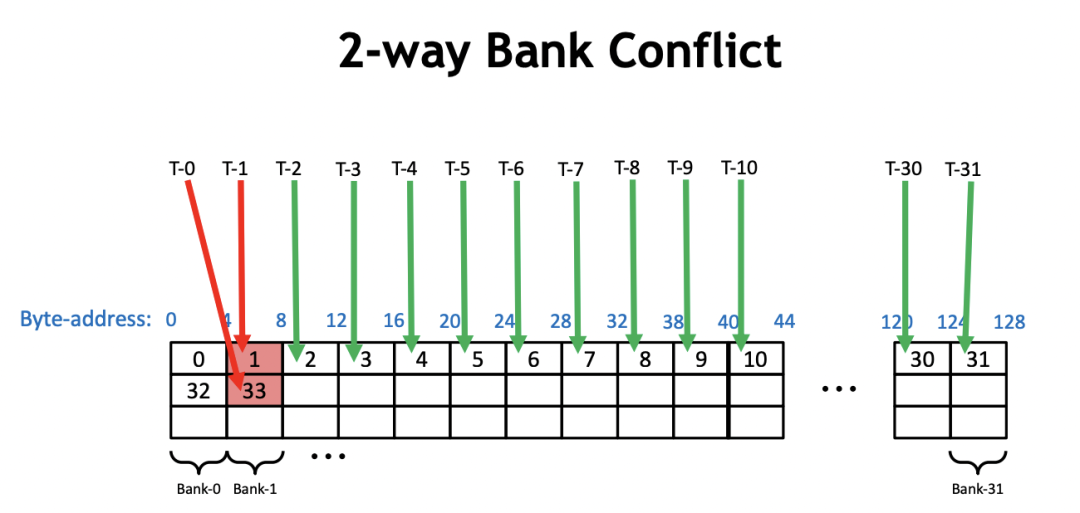 2-way Bank Conflict
T-0 T-1 T-2 T-3 T-4 T-5 T-6 T-7 T-8 T-9 T-10 T-30 T-31
Byte-address: 0 4 8 12 16 20 24 28 32 38 40 44 120 124 128
0 1 2 3 4 5 6 7 8 9 10 30 31
32 33 ...
...
Bank-0 Bank-1 Bank-31